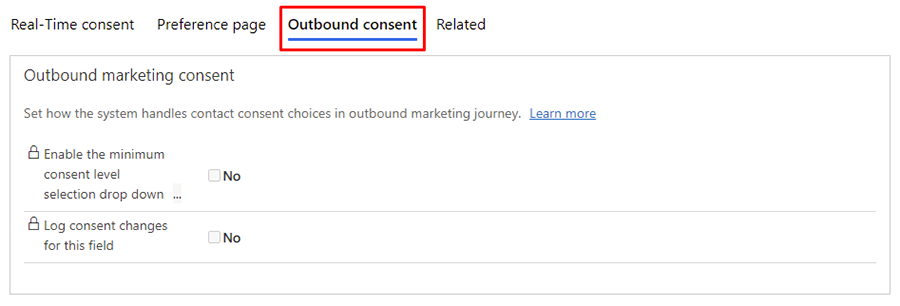 Real-Time consent Preference page Outbound consent Related
Outbound marketing consent
Set how the system handles contact consent choices in outbound marketing journey. Learn more
Enable the minimum
consent level
selection drop down ...
No
Log consent changes
for this field
No